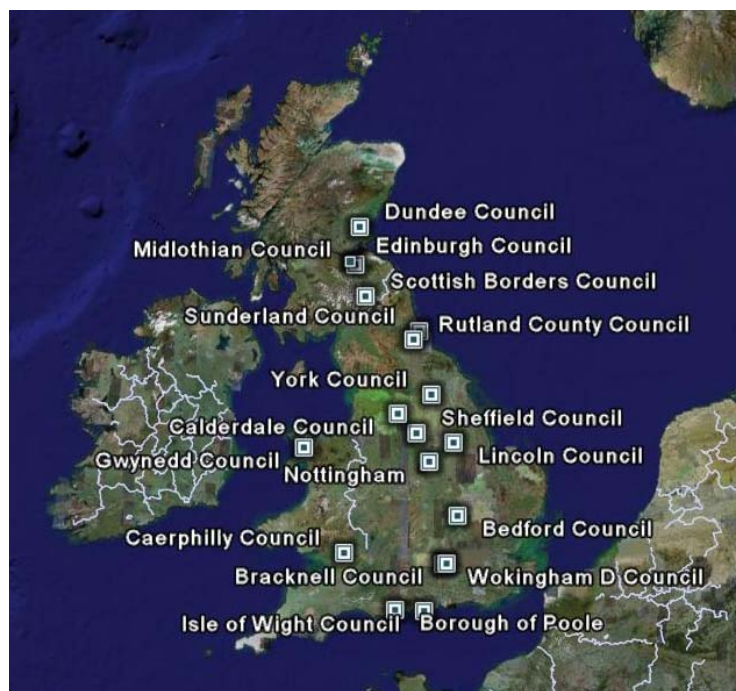 Dundee Council
Edinburgh Council
Midlothian Council
Scottish Borders Council
Sunderland Council
Rutland County Council
York Council
Sheffield Council
Calderdale Council
Lincoln Council
Gwynedd Council
Nottingham
Bedford Council
Caerphilly Council
Bracknell Council
Wokingham D Council
Isle of Wight Council
Borough of Poole